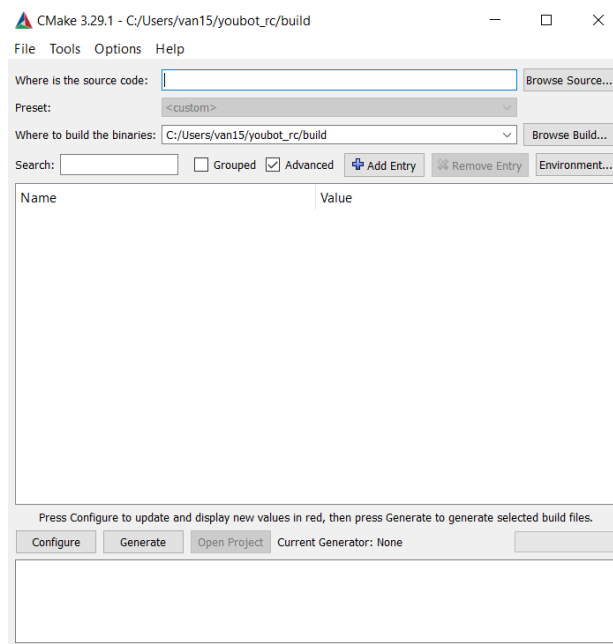 CMake 3.29.1 - C:/Users/van15/youbot_rc/build
File Tools Options Help
Where is the source code: Browse Source...
Preset: <custom>
Where to build the binaries: C:/Users/van15/youbot_rc/build Browse Build...
Search: Grouped Advanced Add Entry Remove Entry Environment...
Name Value
Press Configure to update and display new values in red, then press Generate to generate selected build files.
Configure Generate Open Project Current Generator: None